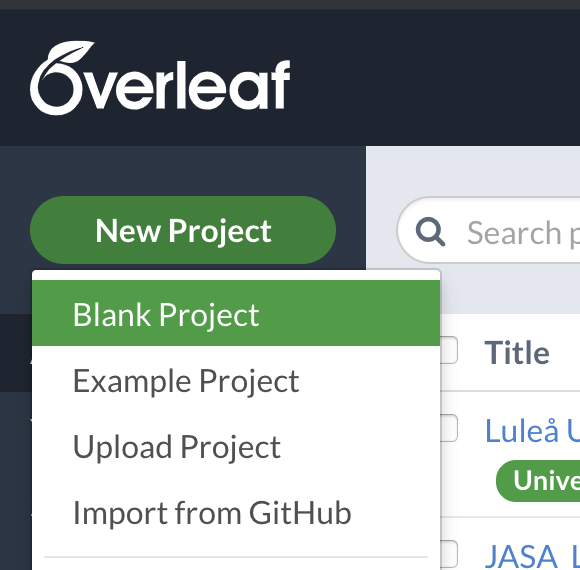 Overleaf
New Project
Search
Blank Project
Example Project
Upload Project
Import from GitHub
Title
Luleå U
Unive
JASA